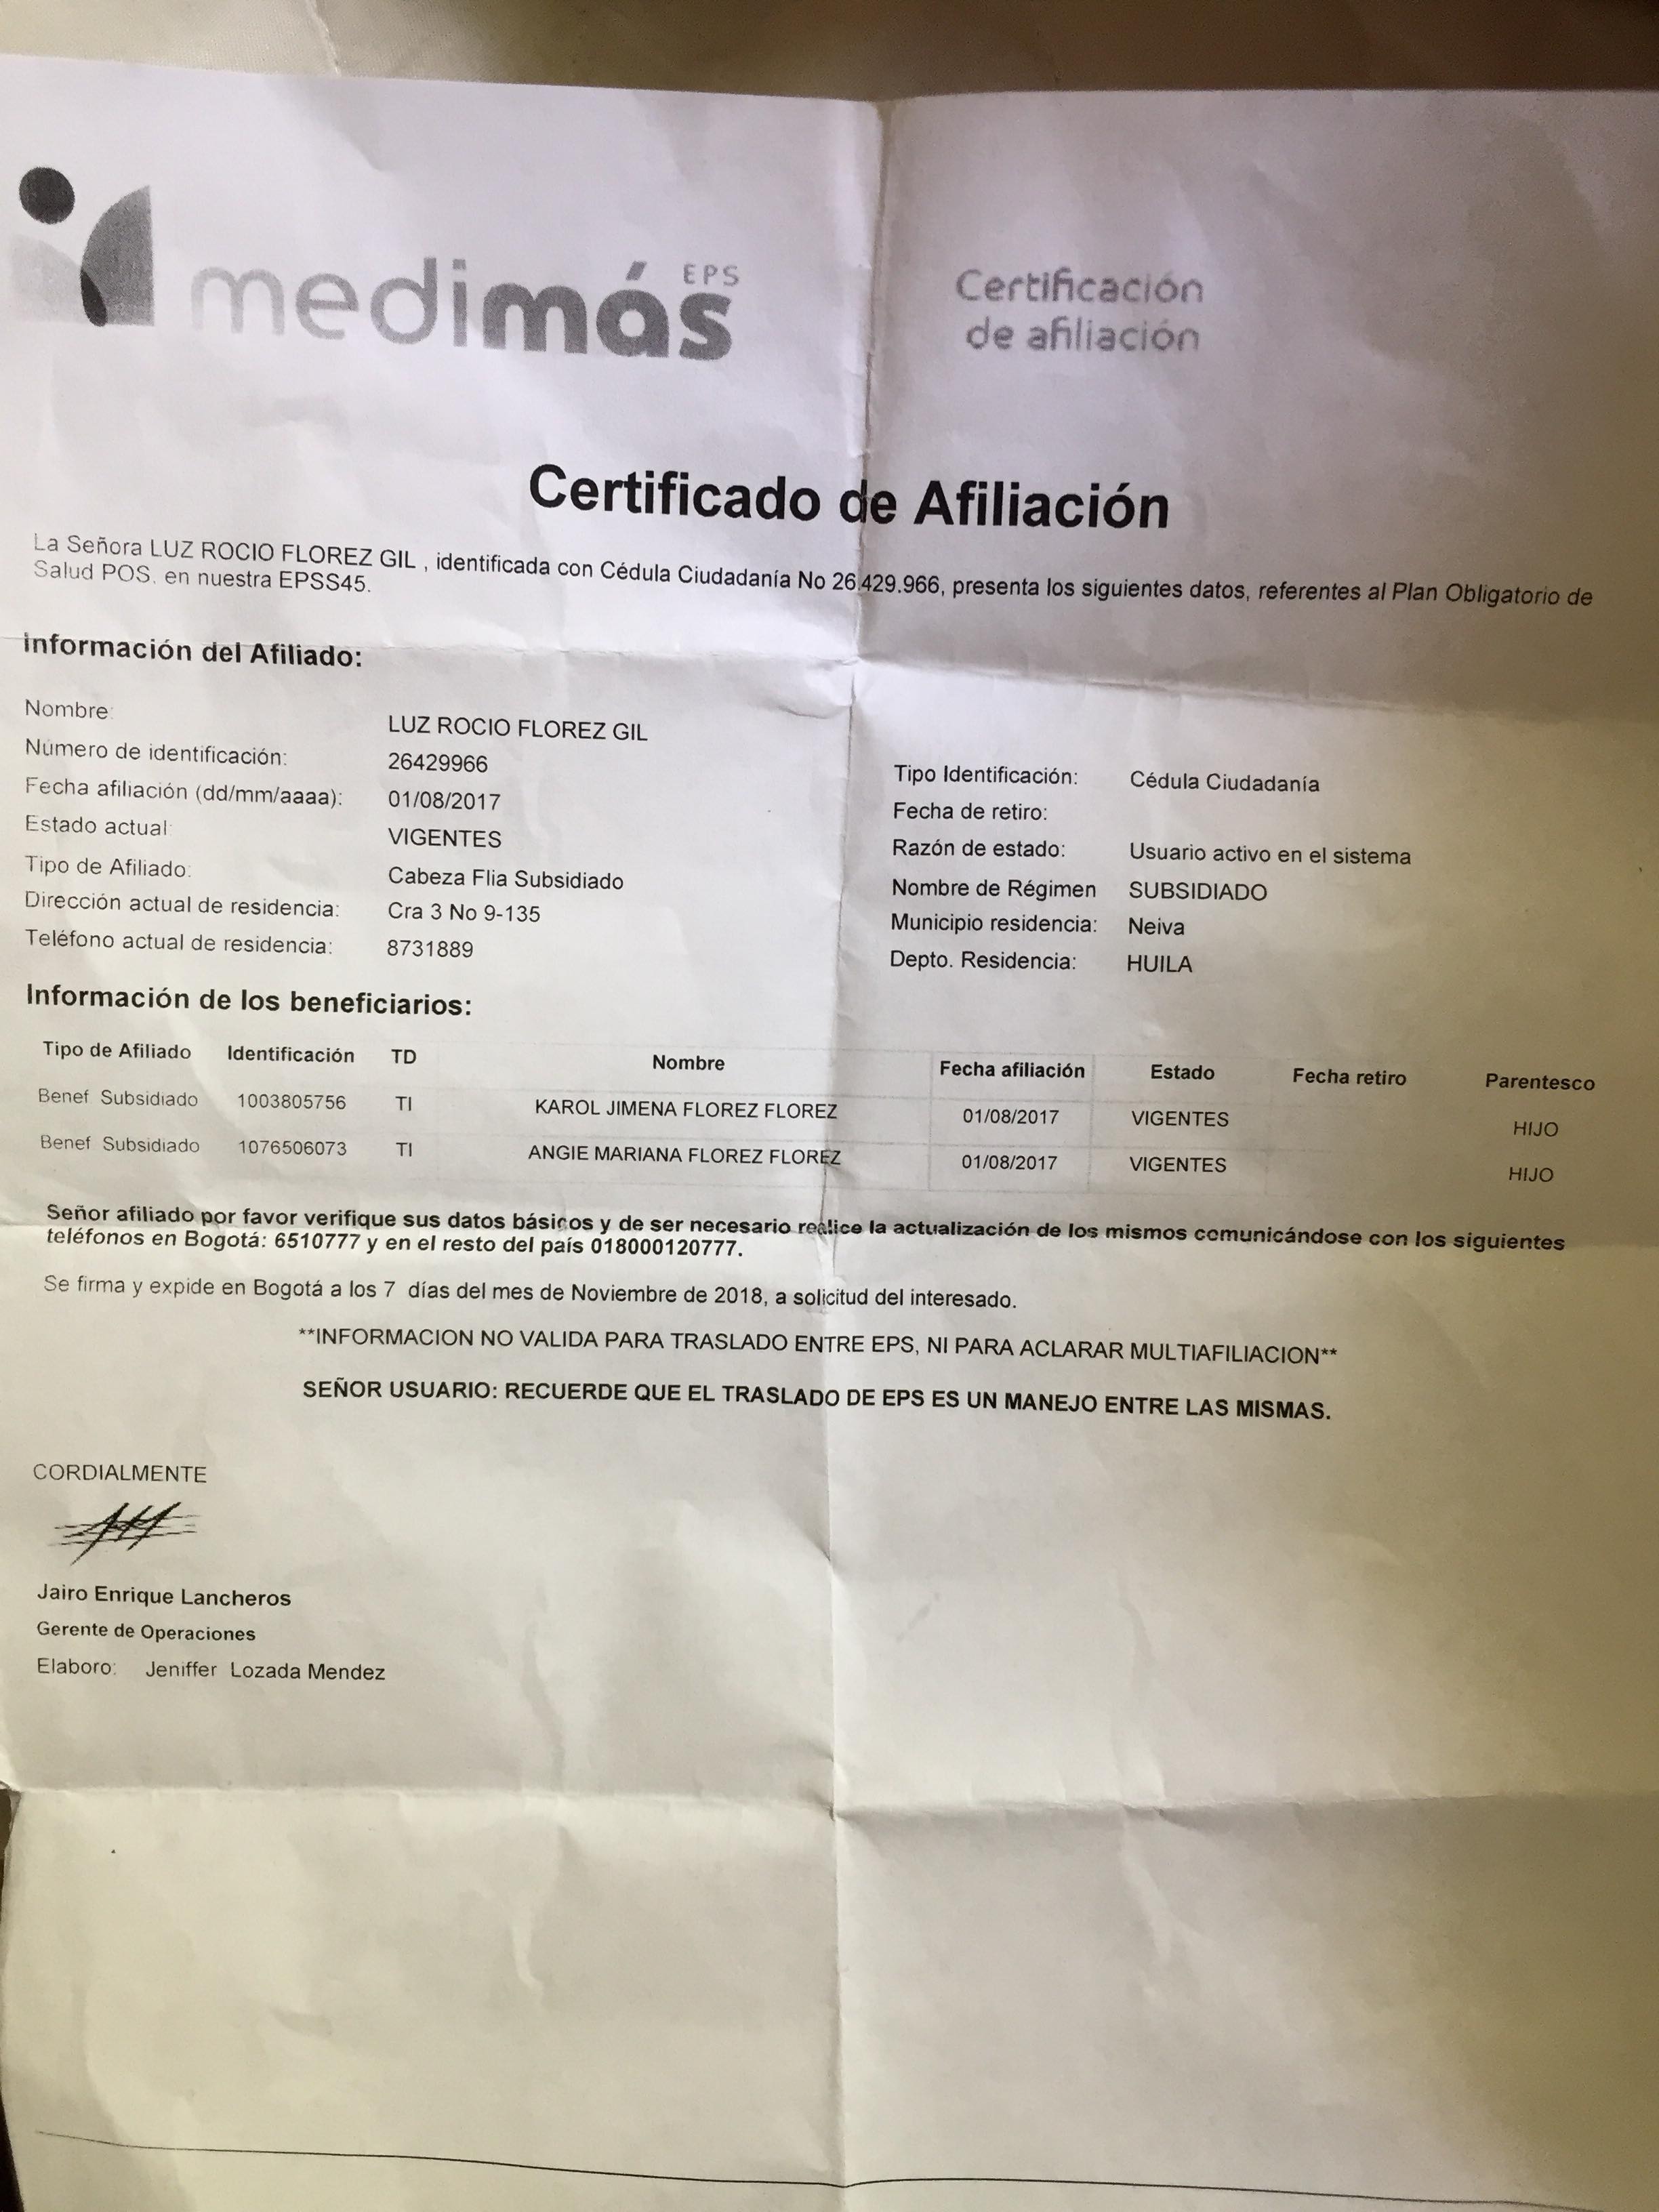 medimás EPS
Certificación
de afiliación
Certificado de Afiliación
La Señora LUZ ROCIO FLOREZ GIL , identificada con Cédula Ciudadanía No 26.429.966, presenta los siguientes datos, referentes al Plan Obligatorio de
Salud POS. en nuestra EPSS45.
Información del Afiliado:
Nombre: LUZ ROCIO FLOREZ GIL
Número de identificación: 26429966 Tipo Identificación: Cédula Ciudadanía
Fecha afiliación (dd/mm/aaaa): 01/08/2017 Fecha de retiro:
Estado actual: VIGENTES Razón de estado: Usuario activo en el sistema
Tipo de Afiliado: Cabeza Flia Subsidiado Nombre de Régimen SUBSIDIADO
Dirección actual de residencia: Cra 3 No 9-135 Municipio residencia: Neiva
Teléfono actual de residencia: 8731889 Depto. Residencia: HUILA
Información de los beneficiarios:
Tipo de Afiliado Identificación TD Nombre Fecha afiliación Estado Fecha retiro Parentesco
Benef Subsidiado 1003805756 TI KAROL JIMENA FLOREZ FLOREZ 01/08/2017 VIGENTES HIJO
Benef Subsidiado 1076506073 TI ANGIE MARIANA FLOREZ FLOREZ 01/08/2017 VIGENTES HIJO
Señor afiliado por favor verifique sus datos básicos y de ser necesario realice la actualización de los mismos comunicándose con los siguientes
teléfonos en Bogotá: 6510777 y en el resto del país 018000120777.
Se firma y expide en Bogotá a los 7 días del mes de Noviembre de 2018, a solicitud del interesado.
**INFORMACION NO VALIDA PARA TRASLADO ENTRE EPS, NI PARA ACLARAR MULTIAFILIACION**
SEÑOR USUARIO: RECUERDE QUE EL TRASLADO DE EPS ES UN MANEJO ENTRE LAS MISMAS.
CORDIALMENTE
Jairo Enrique Lancheros
Gerente de Operaciones
Elaboro: Jeniffer Lozada Mendez